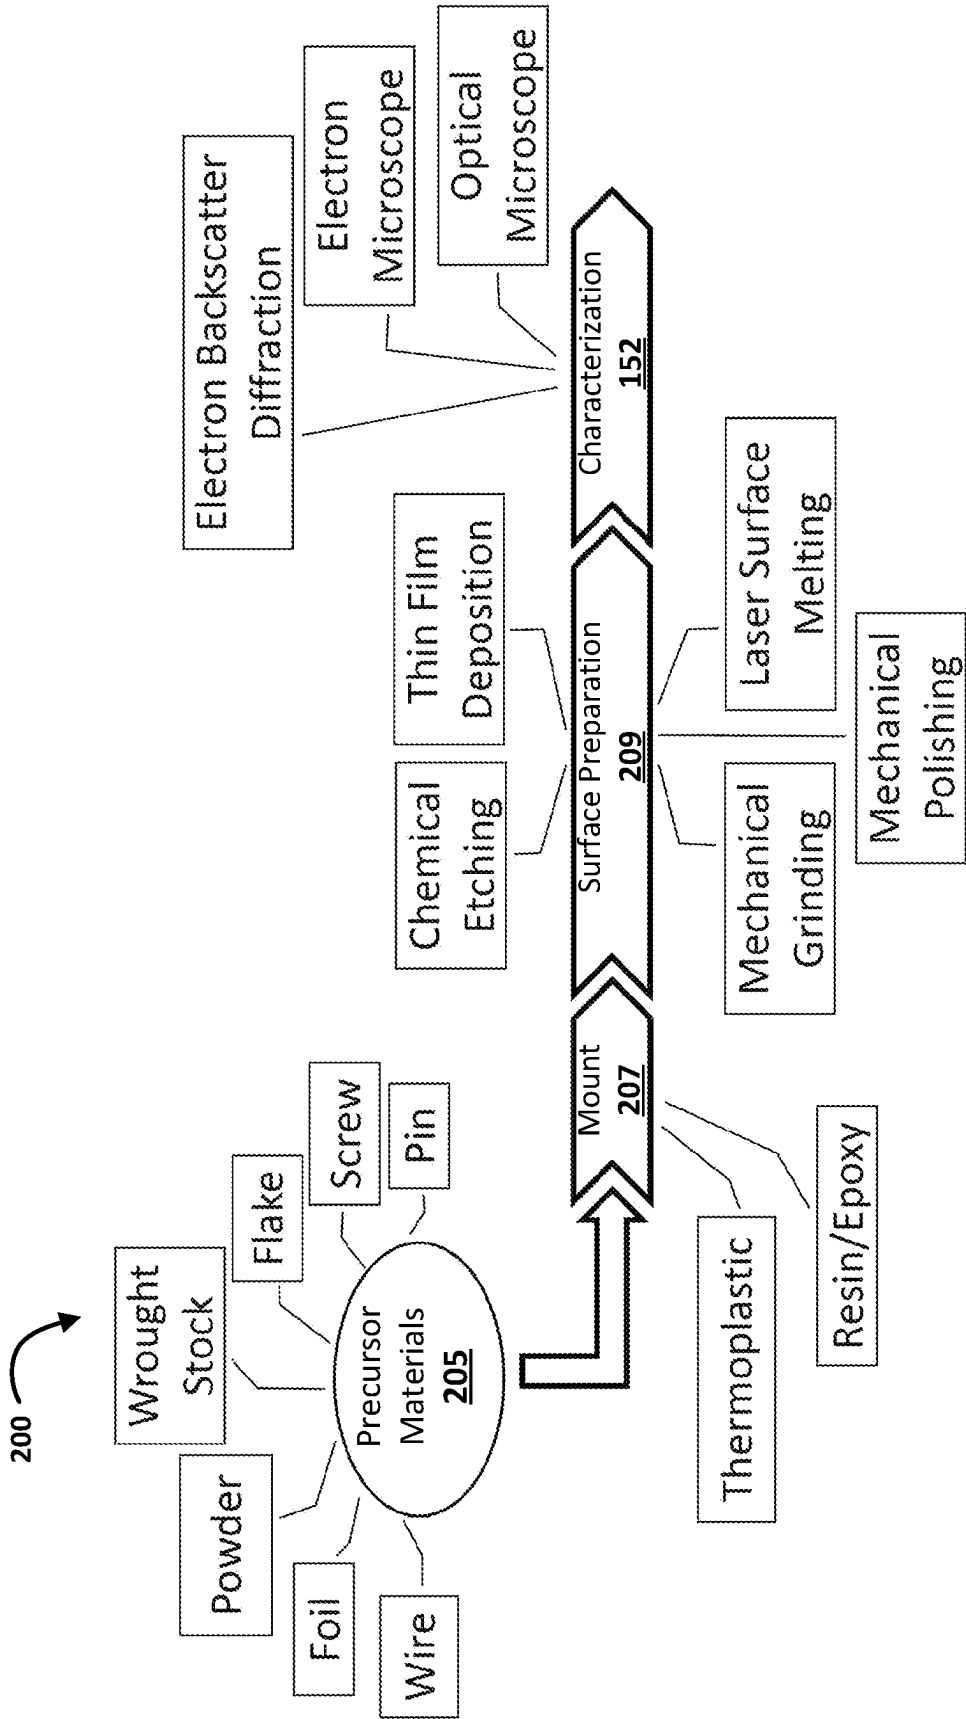 200
Wrought
Stock
Powder
Flake
Foil
Screw
Wire
Pin
Precursor
Materials
205
Mount
207
Thermoplastic
Resin/Epoxy
Chemical
Etching
Thin Film
Deposition
Surface Preparation
209
Mechanical
Grinding
Mechanical
Polishing
Laser Surface
Melting
Electron Backscatter
Diffraction
Electron
Microscope
Optical
Microscope
Characterization
152